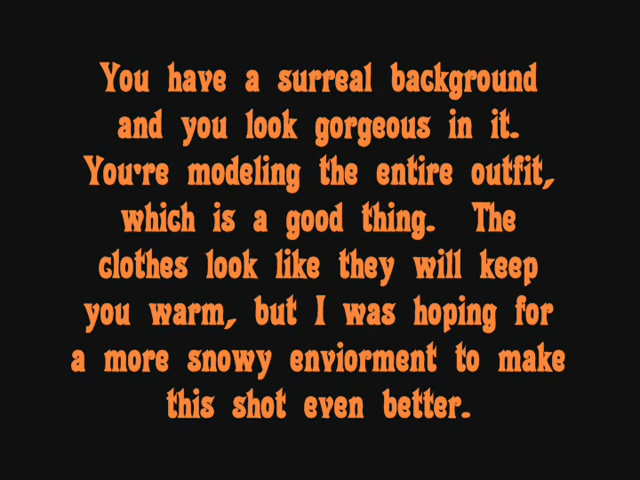 You have a surreal background
and you look gorgeous in it.
You're modeling the entire outfit,
which is a good thing. The
clothes look like they will keep
you warm, but I was hoping for
a more snowy enviorment to make
this shot even better.